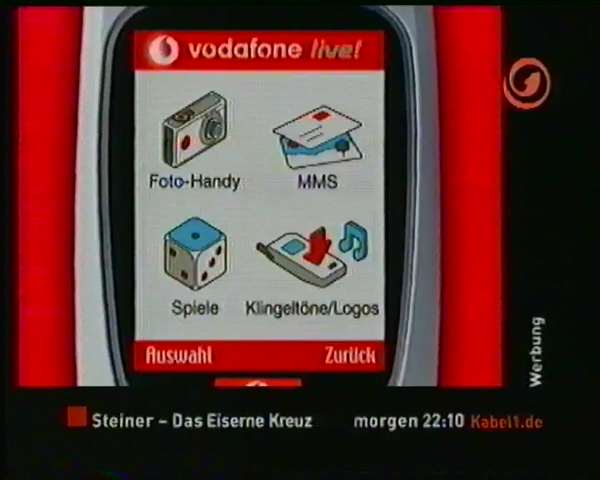 vodafone live!
Foto-Handy
MMS
Spiele
Klingeltöne/Logos
Auswahl
Zurück
Werbung
Steiner – Das Eiserne Kreuz
morgen 22:10 Kabel1.de